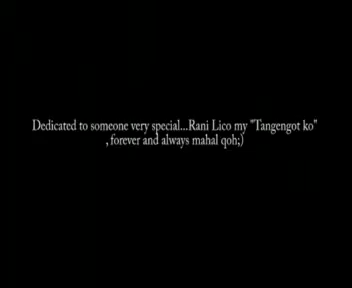 Dedicated to someone very special...Rani Lico my "Tangengot ko"
, forever and always mahal qoh;)